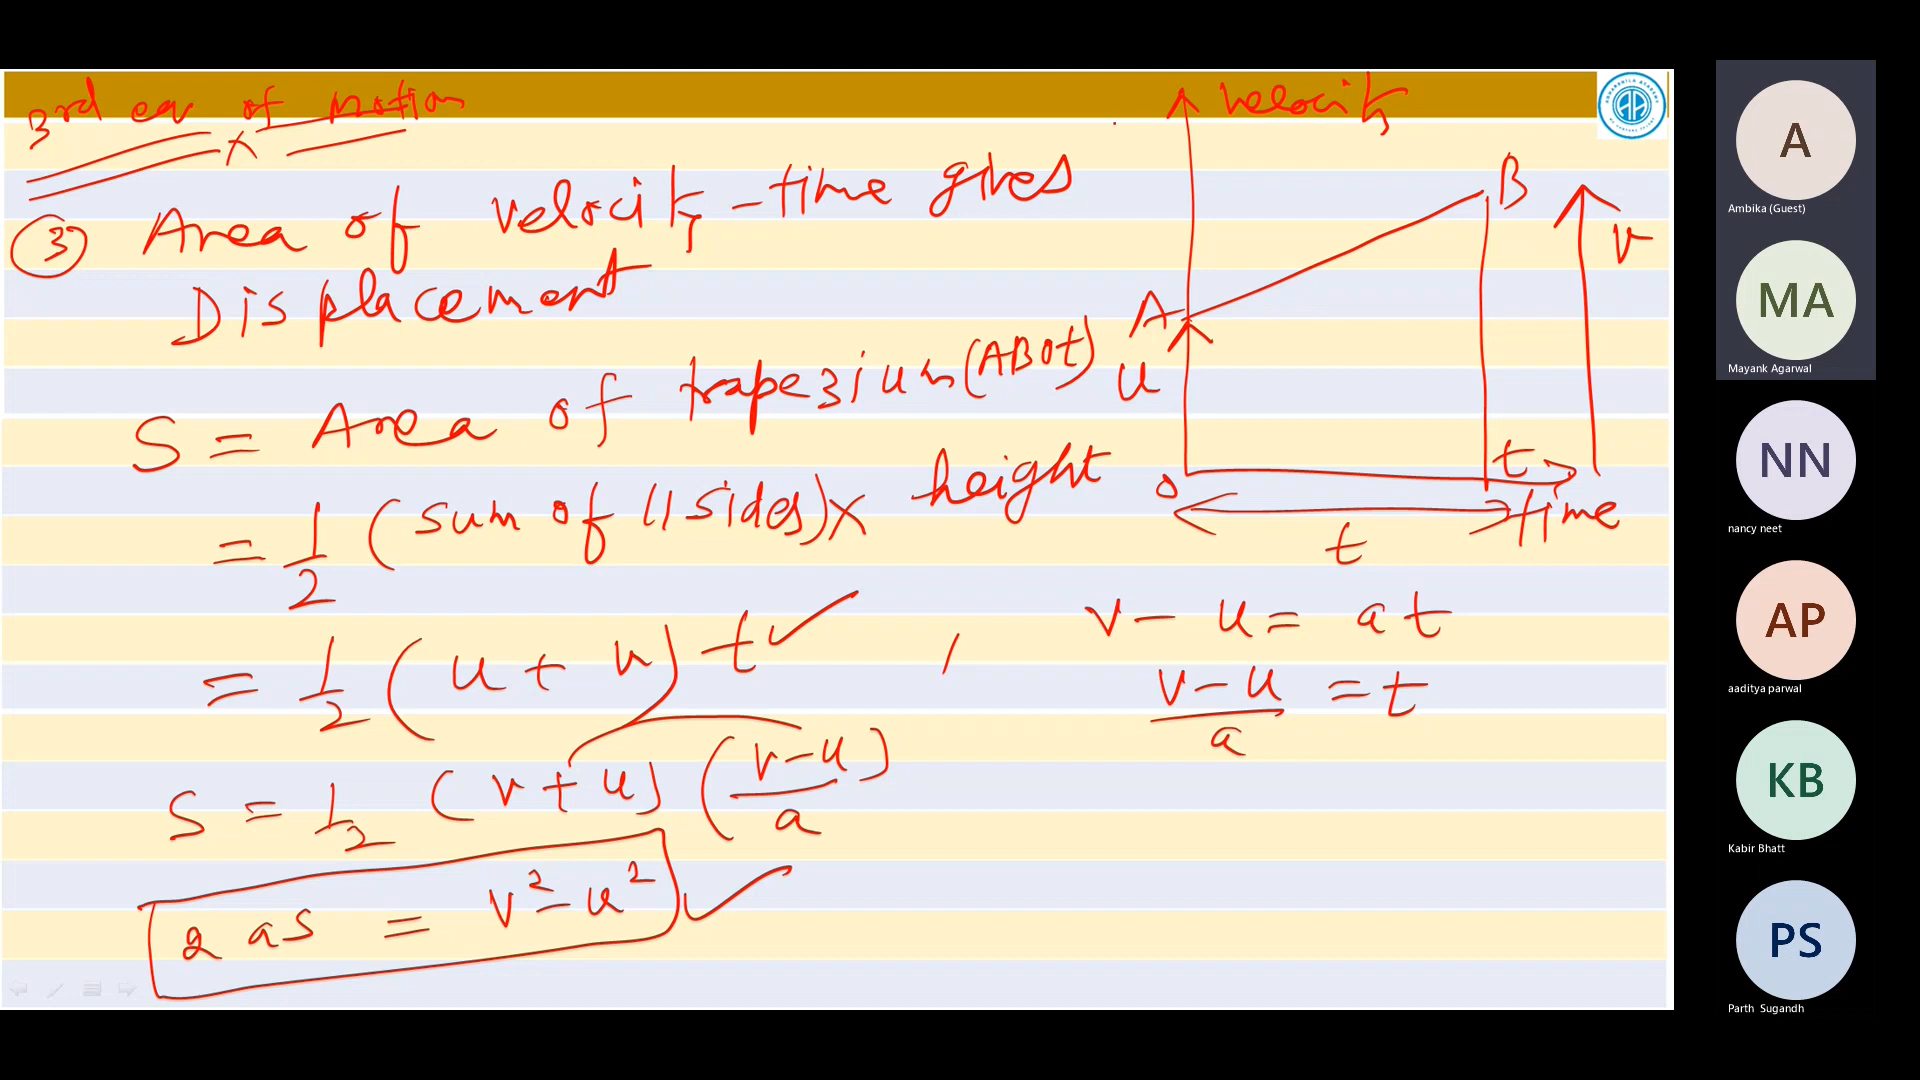 3rd eq of motion
③ Area of velocity-time gives
Displacement
S = Area of trapezium (ABOt)
= 1/2 (sum of || sides) x height
= 1/2 (u + u) t ✓ ,
S = 1/2 (v + u) (v - u / a)
2 as = v² - u² ✓
velocity
A
B
u
v
O
t
time
t
v - u = at
v - u / a = t
A
Ambika (Guest)
MA
Mayank Agarwal
NN
nancy neet
AP
aaditya parwal
KB
Kabir Bhatt
PS
Parth Sugandh